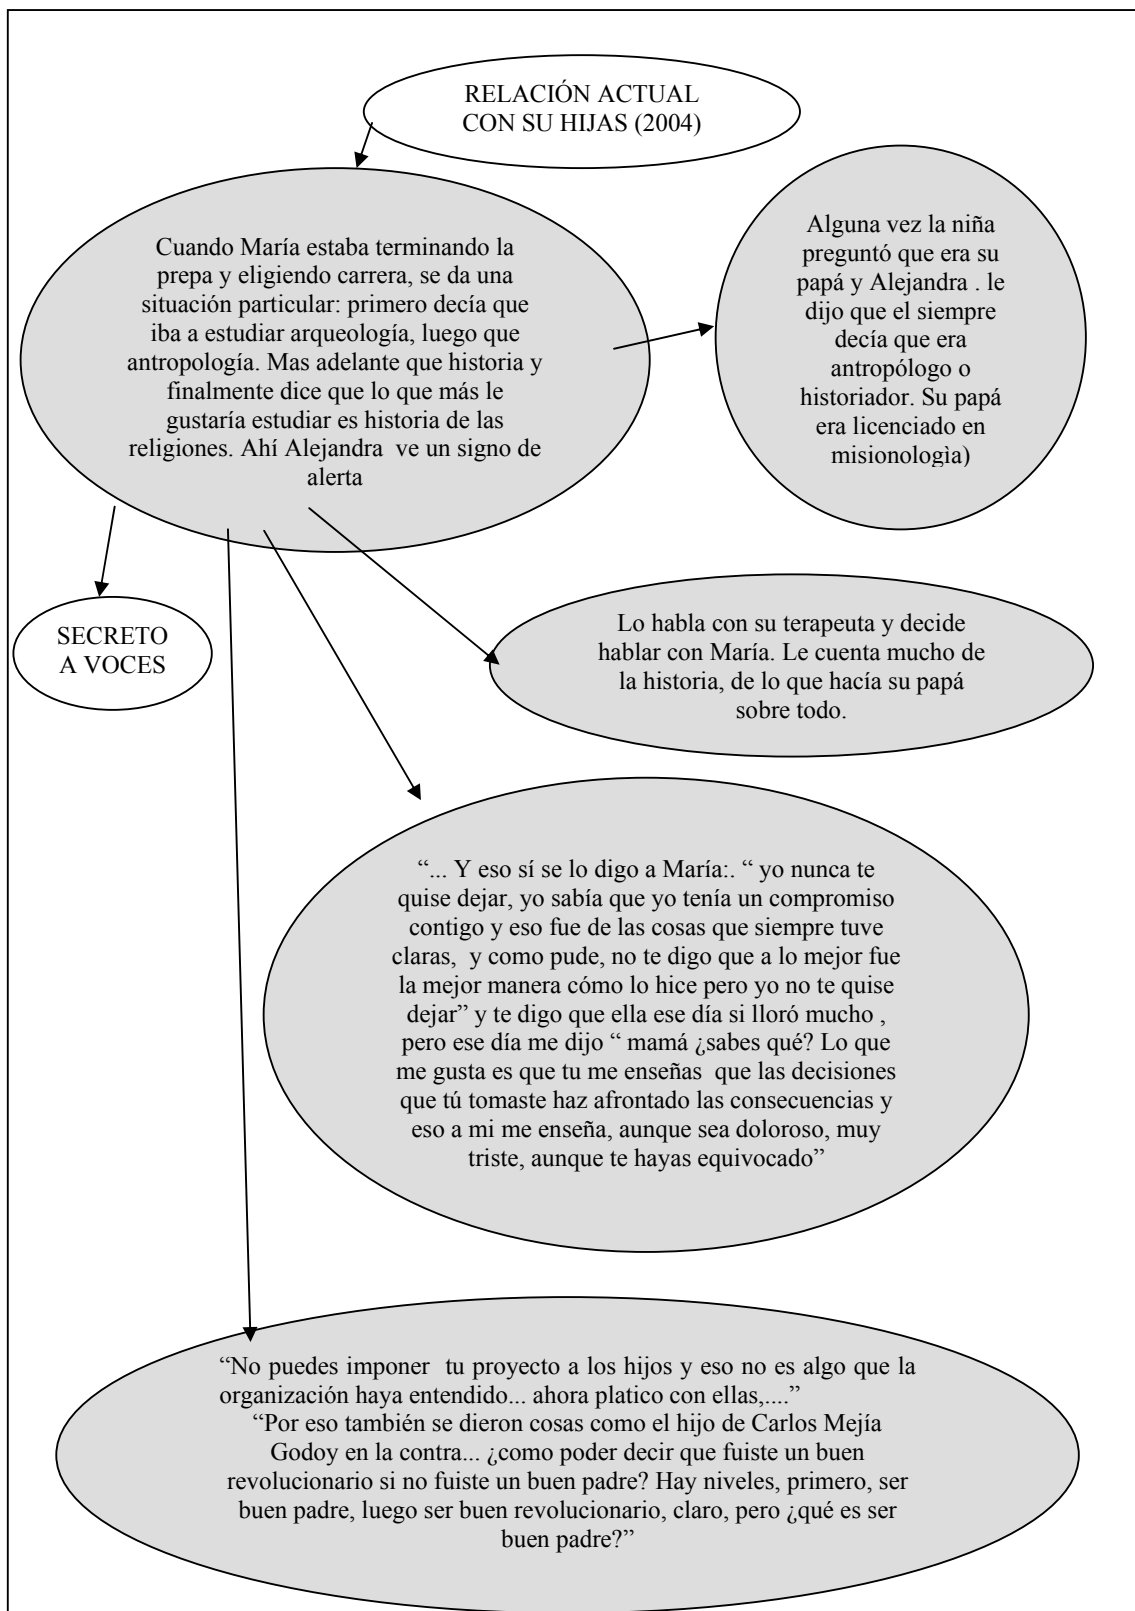 RELACIÓN ACTUAL
CON SU HIJAS (2004)
Cuando María estaba terminando la
prepa y eligiendo carrera, se da una
situación particular: primero decía que
iba a estudiar arqueología, luego que
antropología. Mas adelante que historia y
finalmente dice que lo que más le
gustaría estudiar es historia de las
religiones. Ahí Alejandra  ve un signo de
alerta
Alguna vez la niña
preguntó que era su
papá y Alejandra . le
dijo que el siempre
decía que era
antropólogo o
historiador. Su papá
era licenciado en
misionologìa)
SECRETO
A VOCES
Lo habla con su terapeuta y decide
hablar con María. Le cuenta mucho de
la historia, de lo que hacía su papá
sobre todo.
“... Y eso sí se lo digo a María:. “ yo nunca te
quise dejar, yo sabía que yo tenía un compromiso
contigo y eso fue de las cosas que siempre tuve
claras,  y como pude, no te digo que a lo mejor fue
la mejor manera cómo lo hice pero yo no te quise
dejar” y te digo que ella ese día si lloró mucho ,
pero ese día me dijo “ mamá ¿sabes qué? Lo que
me gusta es que tu me enseñas  que las decisiones
que tú tomaste haz afrontado las consecuencias y
eso a mi me enseña, aunque sea doloroso, muy
triste, aunque te hayas equivocado”
“No puedes imponer  tu proyecto a los hijos y eso no es algo que la
organización haya entendido... ahora platico con ellas,....”
“Por eso también se dieron cosas como el hijo de Carlos Mejía
Godoy en la contra... ¿como poder decir que fuiste un buen
revolucionario si no fuiste un buen padre? Hay niveles, primero, ser
buen padre, luego ser buen revolucionario, claro, pero ¿qué es ser
buen padre?”